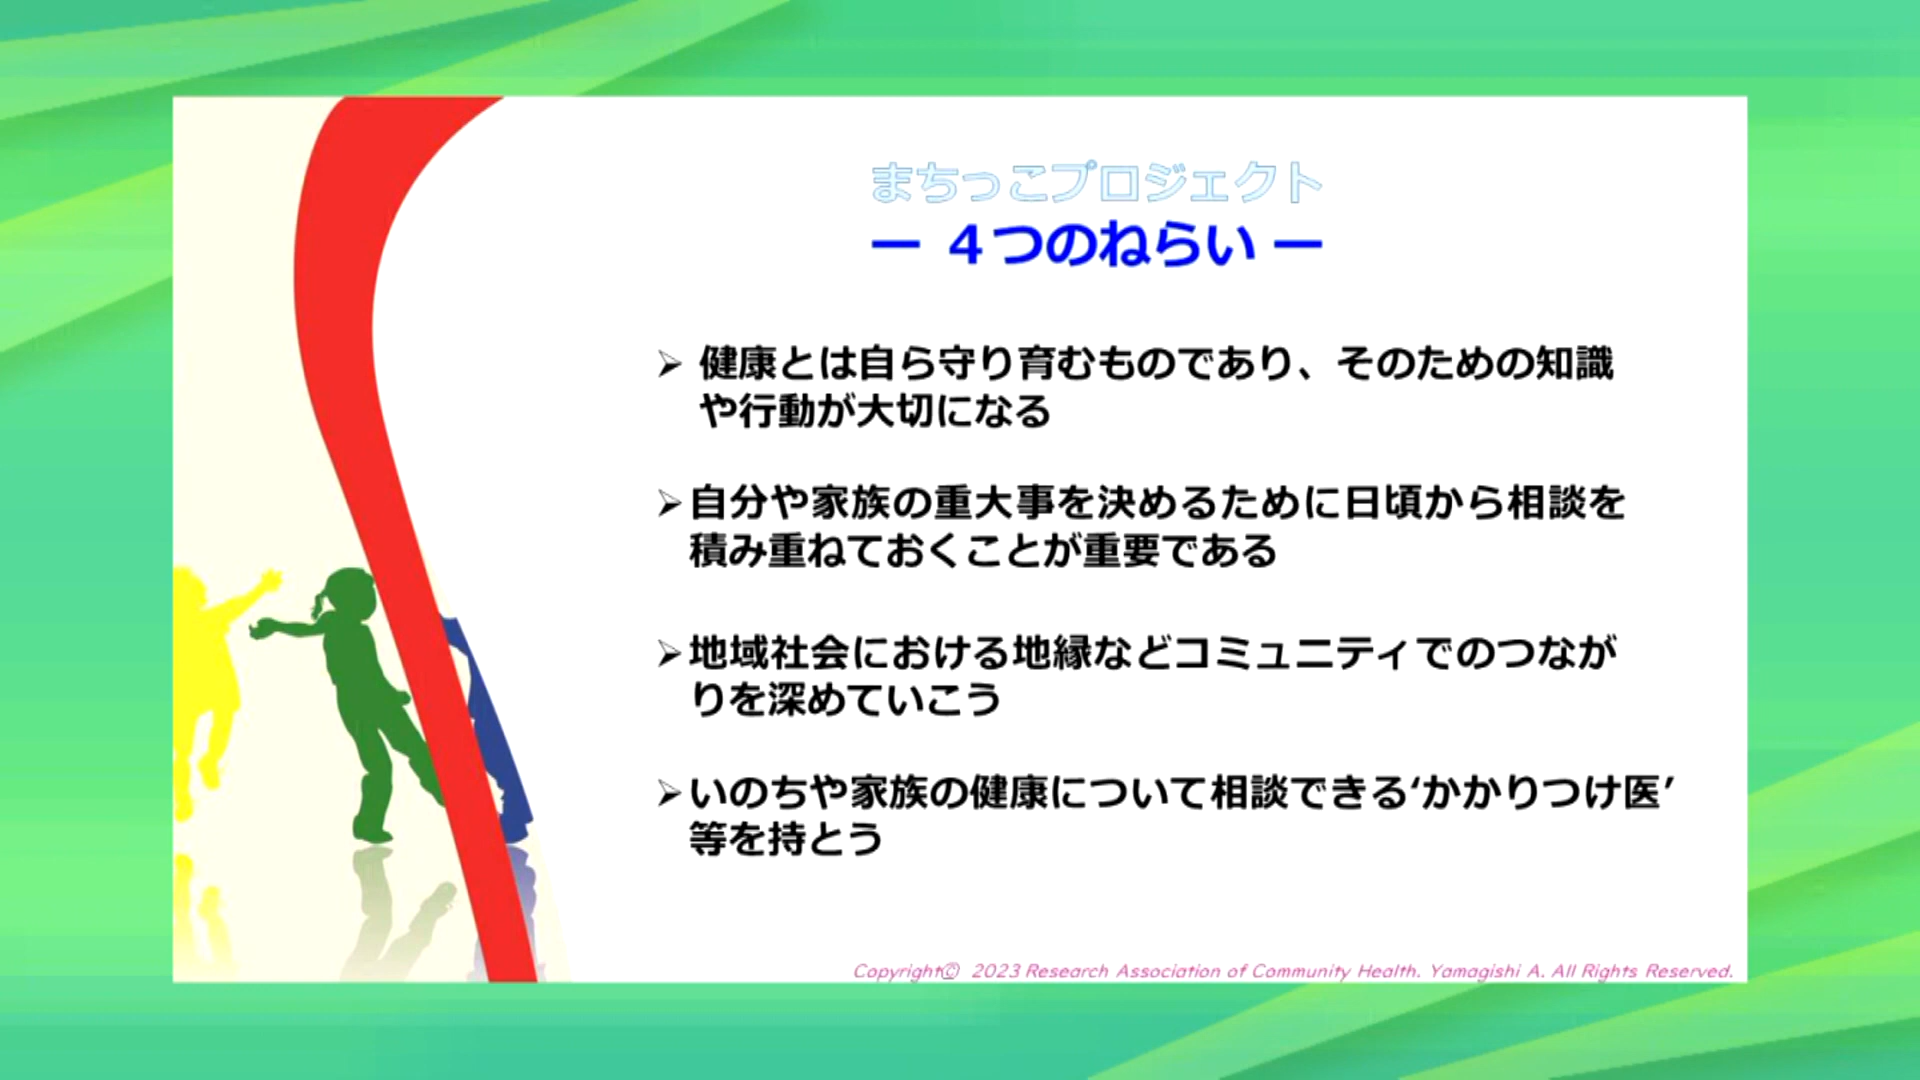 まちっこプロジェクト
ー 4つのねらい ー
➢ 健康とは自ら守り育むものであり、そのための知識
や行動が大切になる
➢自分や家族の重大事を決めるために日頃から相談を
積み重ねておくことが重要である
➢地域社会における地縁などコミュニティでのつなが
りを深めていこう
➢いのちや家族の健康について相談できる‘かかりつけ医’
等を持とう
Copyright© 2023 Research Association of Community Health. Yamagishi A. All Rights Reserved.